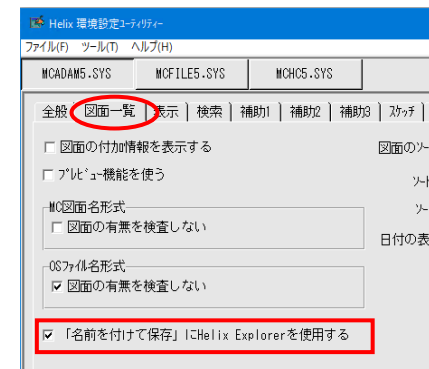 Helix 環境設定ﾕｰﾃｨﾘﾃｨｰ
ファイル(F) ツール(T) ヘルプ(H)
MCADAM5.SYS MCFILE5.SYS MCHC5.SYS
全般 図面一覧 表示 検索 補助1 補助2 補助3 ｽｹｯﾁ
図面の付加情報を表示する 図面のｿｰ
ﾌﾟﾚﾋﾞｭｰ機能を使う ｿｰﾄ
MC図面名形式 ｿｰ
図面の有無を検査しない
日付の表
OSﾌｧｲﾙ名形式
図面の有無を検査しない
「名前を付けて保存」にHelix Explorerを使用する